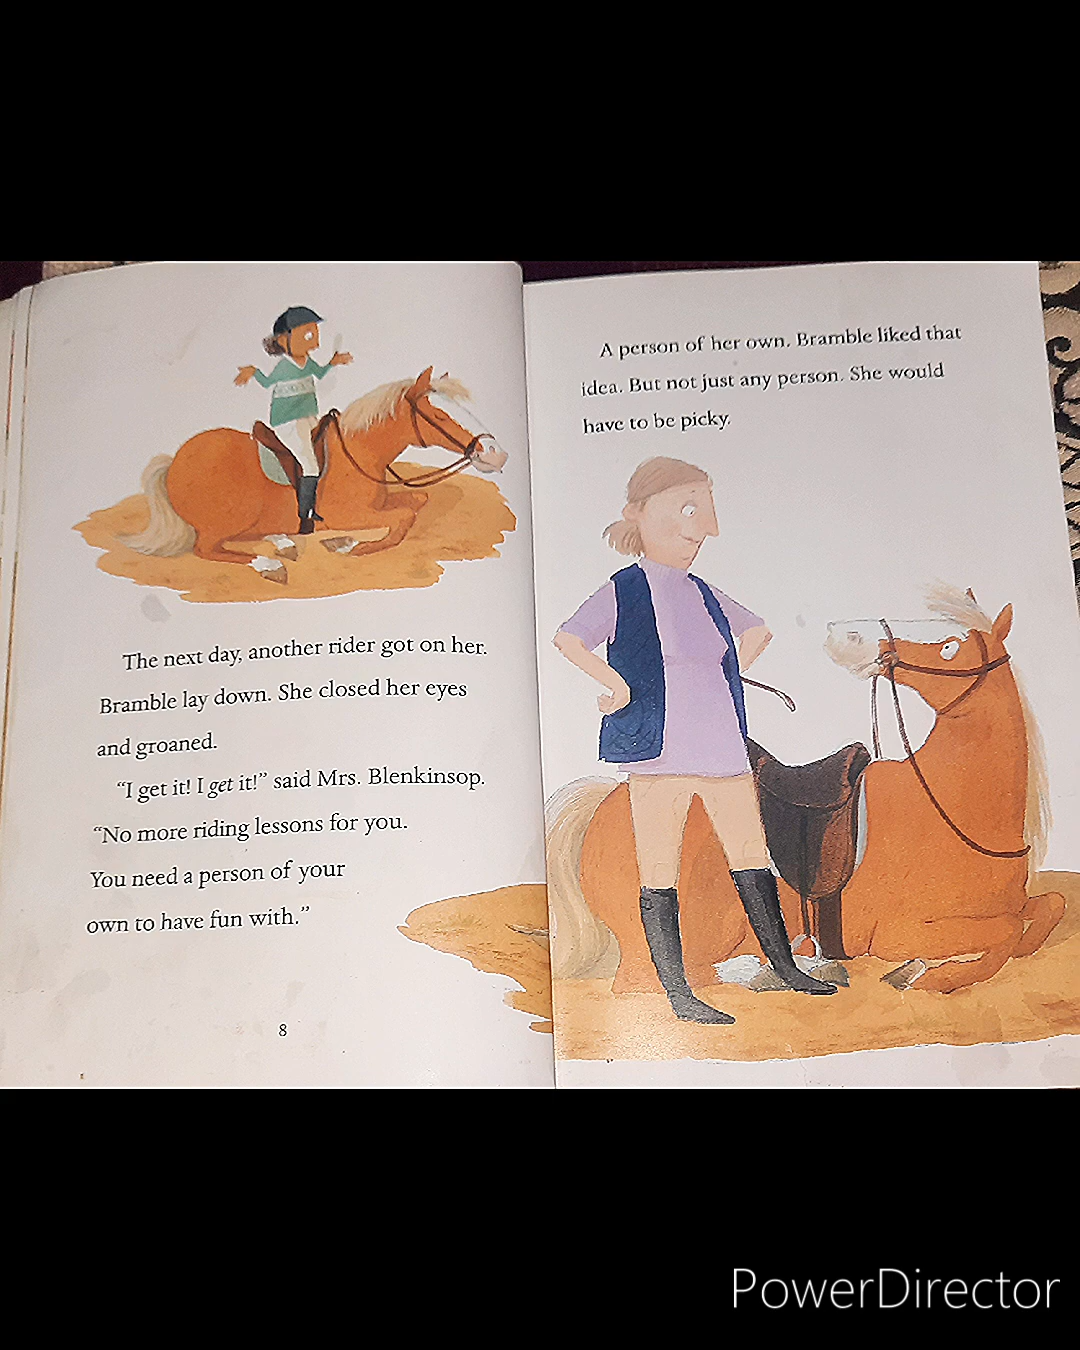 The next day, another rider got on her.
Bramble lay down. She closed her eyes
and groaned.
“I get it! I get it!” said Mrs. Blenkinsop.
“No more riding lessons for you.
You need a person of your
own to have fun with.”
8
A person of her own. Bramble liked that
idea. But not just any person. She would
have to be picky.
PowerDirector